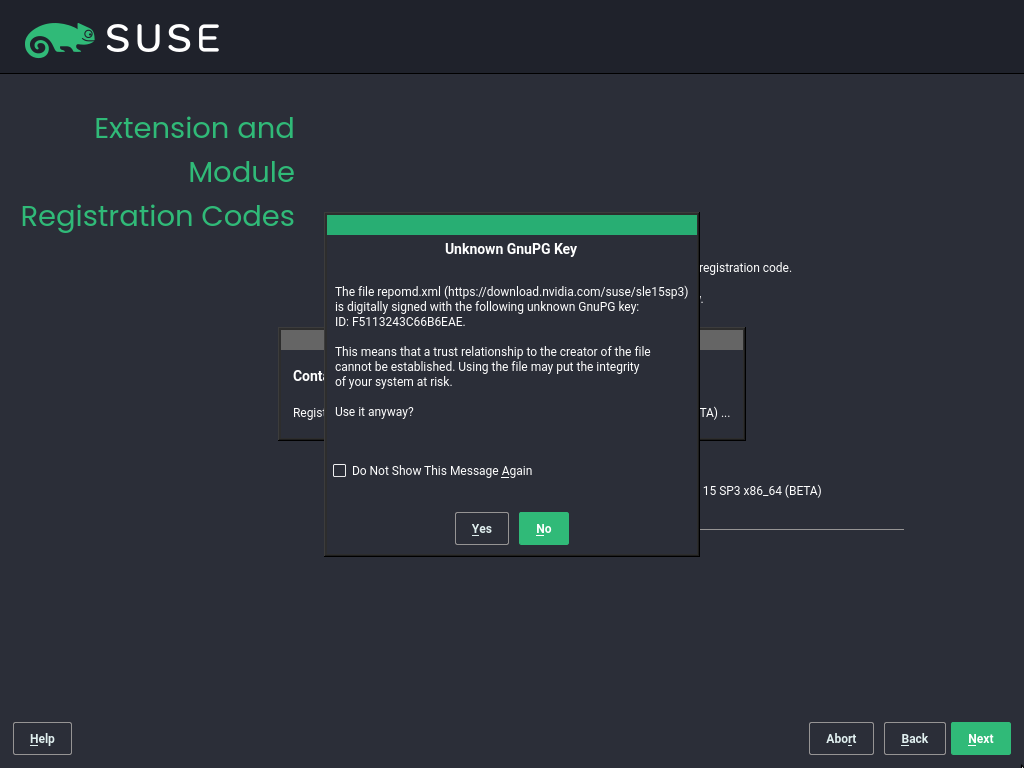 SUSE
Extension and
Module
Registration Codes
registration code.
Unknown GnuPG Key
The file repomd.xml (https://download.nvidia.com/suse/sle15sp3)
is digitally signed with the following unknown GnuPG key:
ID: F5113243C66B6EAE.
This means that a trust relationship to the creator of the file
cannot be established. Using the file may put the integrity
of your system at risk.
Use it anyway?
Do Not Show This Message Again
Yes No
Conta
Regist
TA) ...
15 SP3 x86_64 (BETA)
Help Abort Back Next